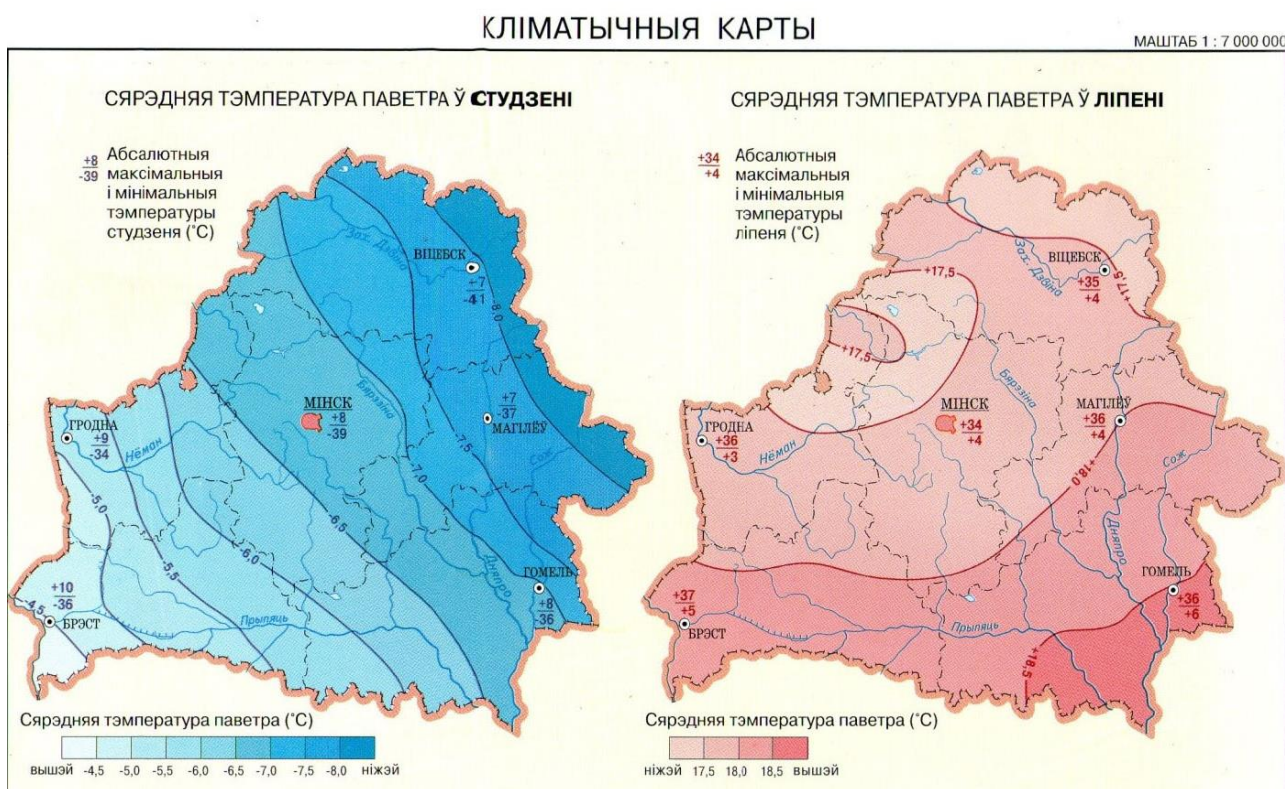 КЛІМАТЫЧНЫЯ КАРТЫ
МАШТАБ 1 : 7 000 000
СЯРЭДНЯЯ ТЭМПЕРАТУРА ПАВЕТРА Ў СТУДЗЕНІ
+8
-39
Абсалютныя
максімальныя
і мінімальныя
тэмпературы
студзеня (°С)
Зах. Дзвіна
ВІЦЕБСК
+7
-41
-8,0
МІНСК
+8
-39
Бярэзіна
+7
-37
МАГІЛЁЎ
-7,5
Сож
ГРОДНА
+9
-34
Нёман
-7,0
-5,0
-6,5
-6,0
-5,5
Дняпро
ГОМЕЛЬ
+8
-36
+10
-36
-4,5
БРЭСТ
Прыпяць
Сярэдняя тэмпература паветра (°С)
вышэй -4,5 -5,0 -5,5 -6,0 -6,5 -7,0 -7,5 -8,0 ніжэй
СЯРЭДНЯЯ ТЭМПЕРАТУРА ПАВЕТРА Ў ЛІПЕНІ
+34
+4
Абсалютныя
максімальныя
і мінімальныя
тэмпературы
ліпеня (°С)
Зах. Дзвіна
ВІЦЕБСК
+35
+4
+17,5
+17,5
+17,5
МІНСК
+34
+4
Бярэзіна
МАГІЛЁЎ
+36
+4
ГРОДНА
+36
+3
Нёман
+18,0
Сож
Дняпро
ГОМЕЛЬ
+36
+6
+37
+5
БРЭСТ
Прыпяць
+18,5
Сярэдняя тэмпература паветра (°С)
ніжэй 17,5 18,0 18,5 вышэй